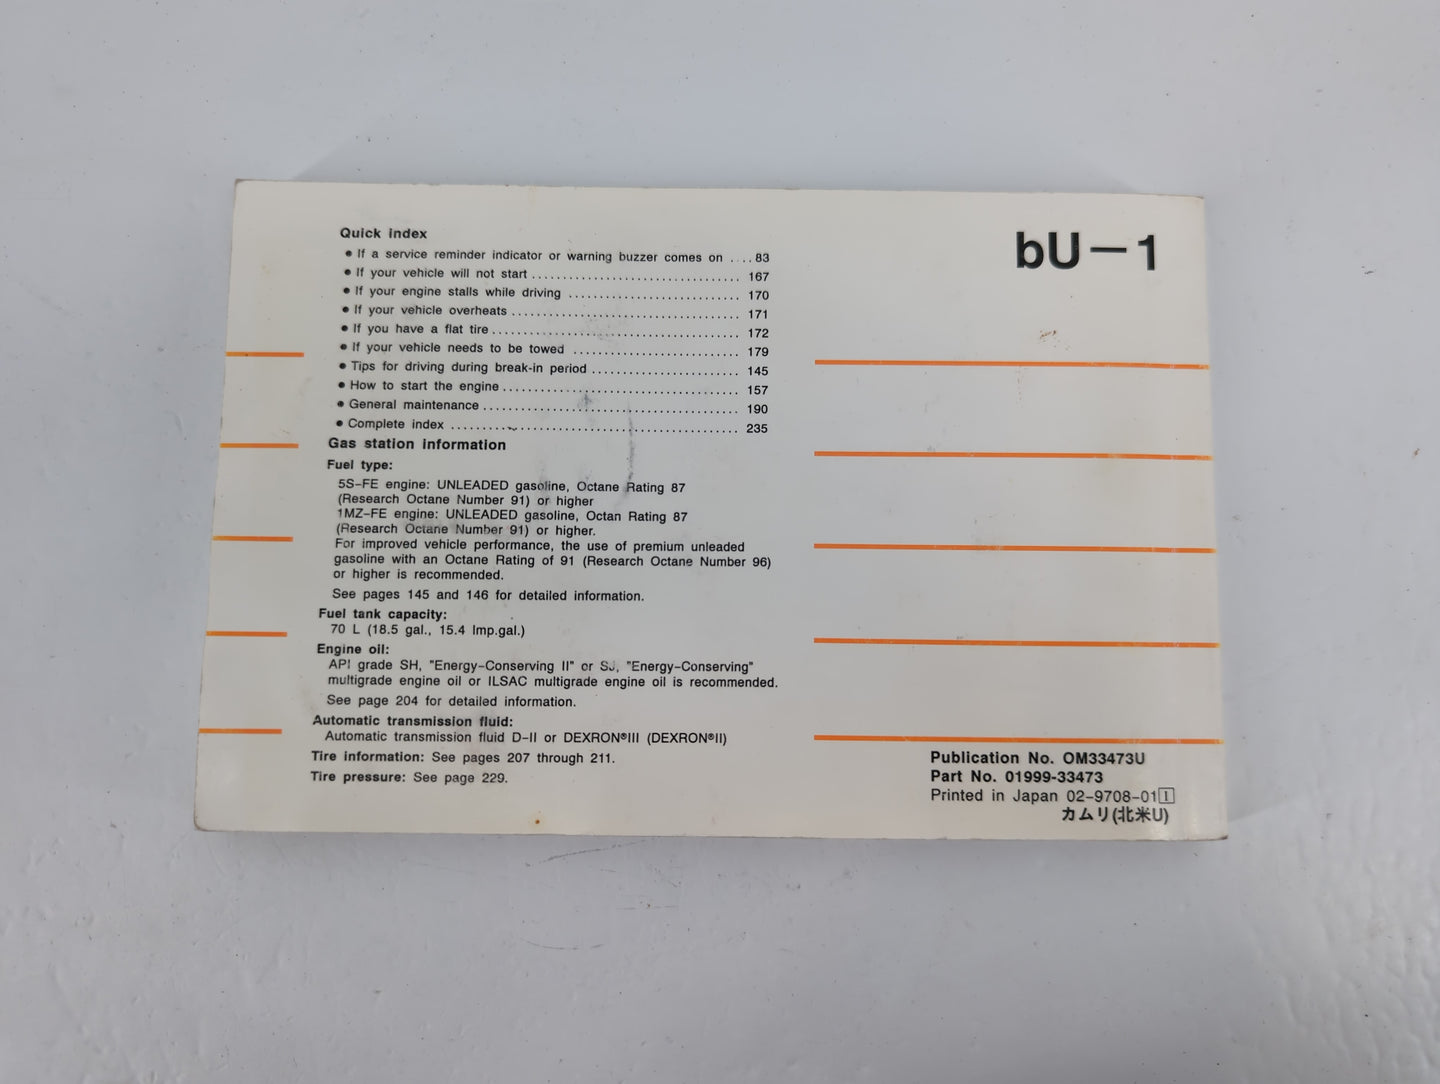 Quick index
● If a service reminder indicator or warning buzzer comes on .... 83
● If your vehicle will not start ................................ 167
● If your engine stalls while driving .......................... 170
● If your vehicle overheats ................................... 171
● If you have a flat tire ...................................... 172
● If your vehicle needs to be towed ......................... 179
● Tips for driving during break-in period ...................... 145
● How to start the engine .................................... 157
● General maintenance ....................................... 190
● Complete index ............................................ 235
Gas station information
Fuel type:
5S-FE engine: UNLEADED gasoline, Octane Rating 87
(Research Octane Number 91) or higher
1MZ-FE engine: UNLEADED gasoline, Octan Rating 87
(Research Octane Number 91) or higher.
For improved vehicle performance, the use of premium unleaded
gasoline with an Octane Rating of 91 (Research Octane Number 96)
or higher is recommended.
See pages 145 and 146 for detailed information.
Fuel tank capacity:
70 L (18.5 gal., 15.4 Imp.gal.)
Engine oil:
API grade SH, "Energy-Conserving II" or SJ, "Energy-Conserving"
multigrade engine oil or ILSAC multigrade engine oil is recommended.
See page 204 for detailed information.
Automatic transmission fluid:
Automatic transmission fluid D-II or DEXRON®III (DEXRON®II)
Tire information: See pages 207 through 211.
Tire pressure: See page 229.
bU-1
Publication No. OM33473U
Part No. 01999-33473
Printed in Japan 02-9708-01 I
カムリ(北米U)